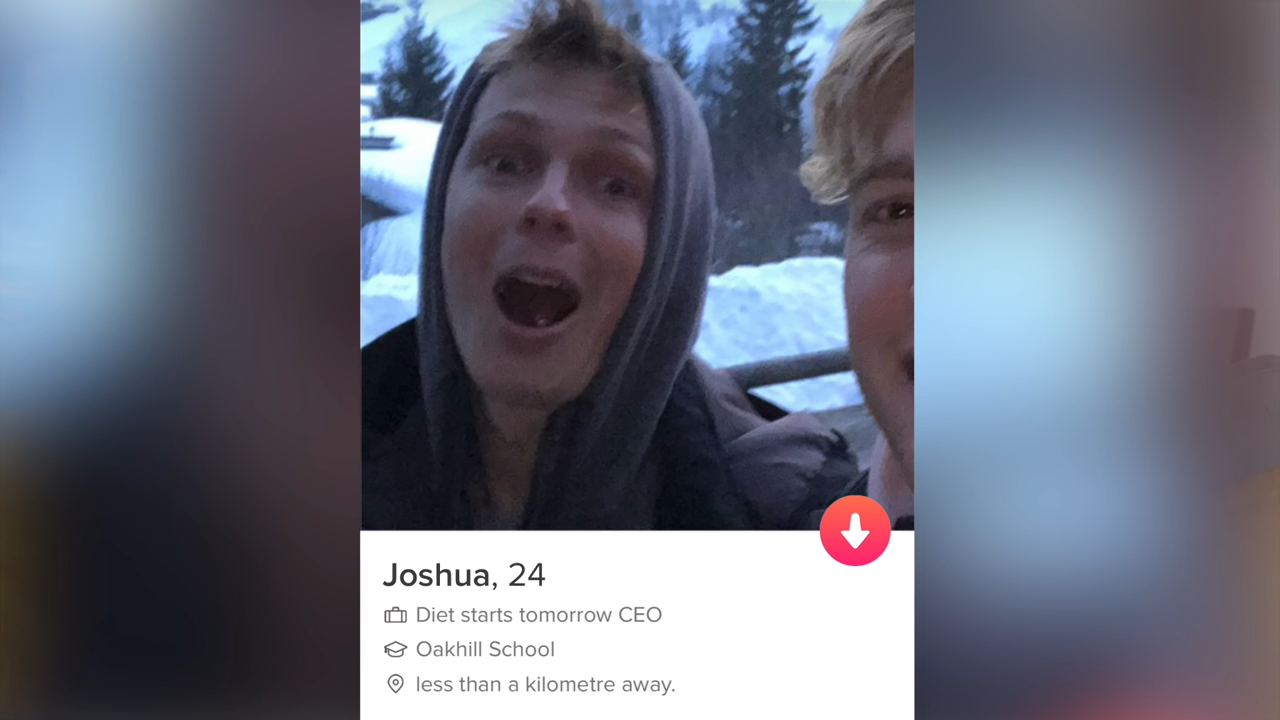 Joshua, 24
Diet starts tomorrow CEO
Oakhill School
less than a kilometre away.